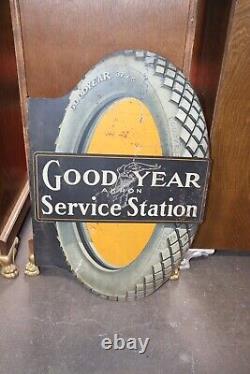 GOODYEAR
GOOD YEAR
AKRON
Service Station